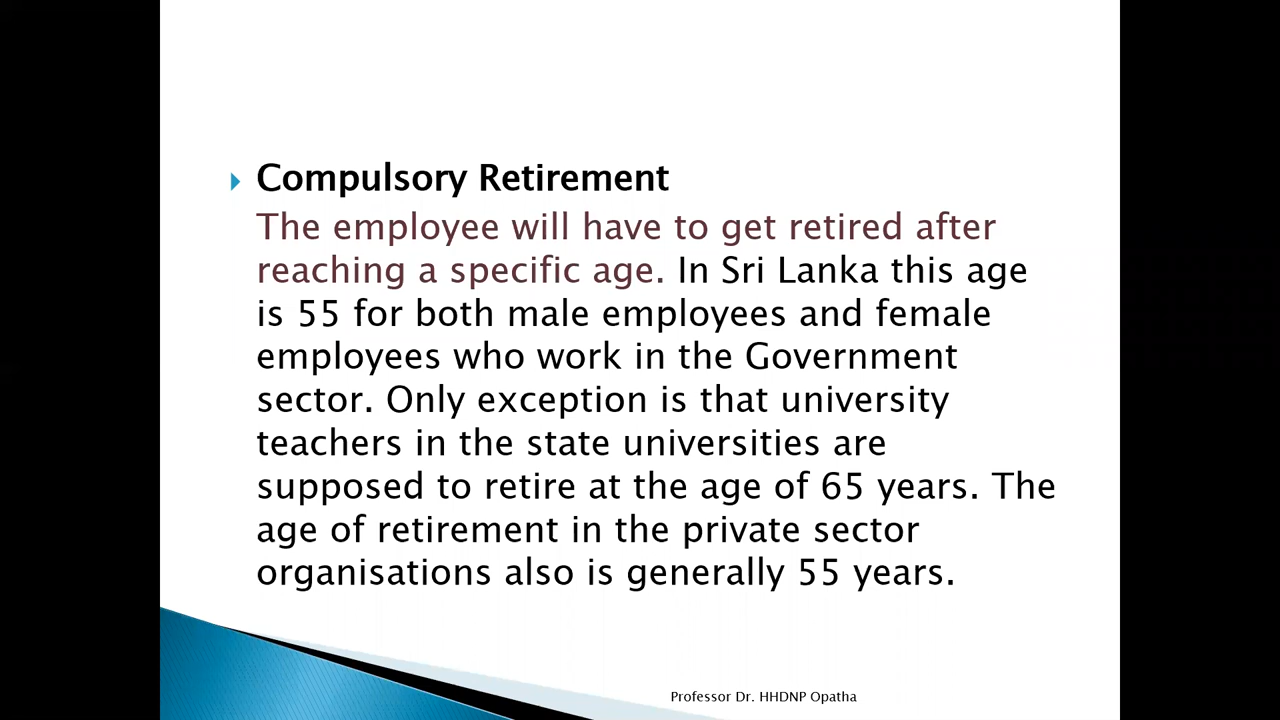 Compulsory Retirement
The employee will have to get retired after
reaching a specific age. In Sri Lanka this age
is 55 for both male employees and female
employees who work in the Government
sector. Only exception is that university
teachers in the state universities are
supposed to retire at the age of 65 years. The
age of retirement in the private sector
organisations also is generally 55 years.
Professor Dr. HHDNP Opatha